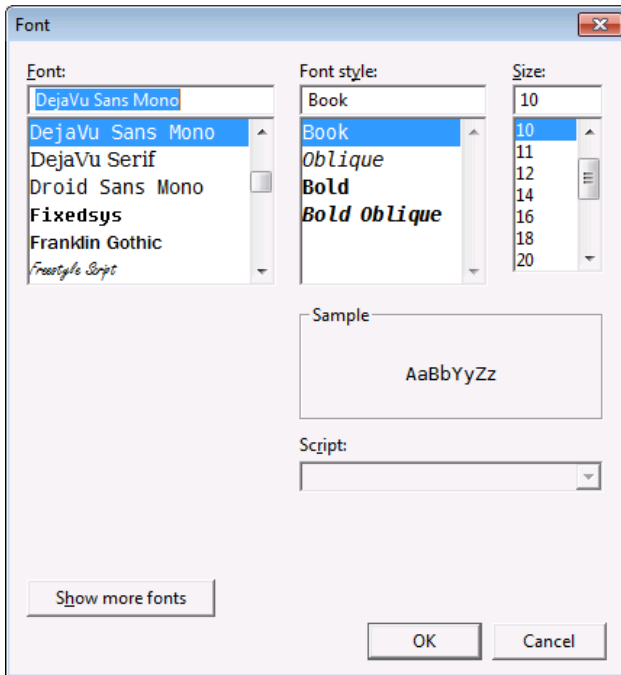 Font
Font:
DejaVu Sans Mono
DejaVu Sans Mono
DejaVu Serif
Droid Sans Mono
Fixedsys
Franklin Gothic
Freestyle Script
Font style:
Book
Book
Oblique
Bold
Bold Oblique
Size:
10
10
11
12
14
16
18
20
Sample
AaBbYyZz
Script:
Show more fonts
OK
Cancel